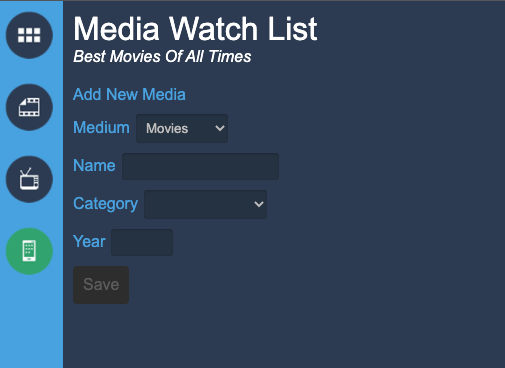 Media Watch List
Best Movies Of All Times
Add New Media
Medium Movies
Name
Category
Year
Save